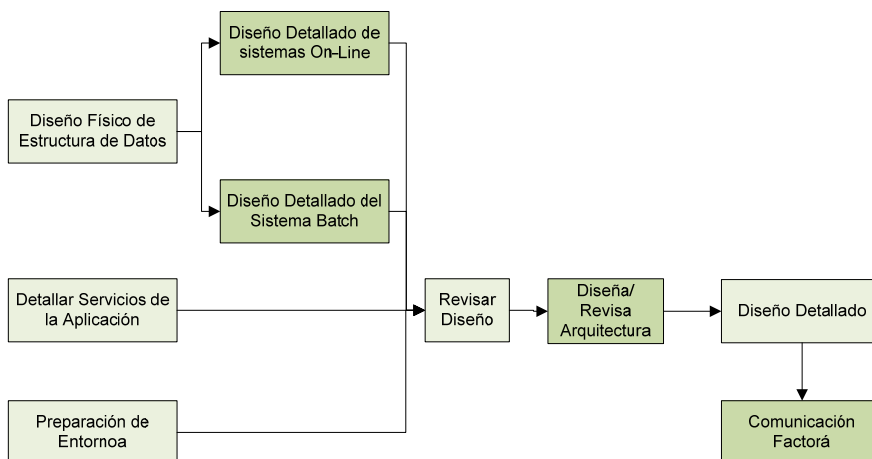 Diseño Detallado de
sistemas On-Line
Diseño Físico de
Estructura de Datos
Diseño Detallado del
Sistema Batch
Detallar Servicios de
la Aplicación
Revisar
Diseño
Diseña/
Revisa
Arquitectura
Diseño Detallado
Preparación de
Entornoa
Comunicación
Factorá